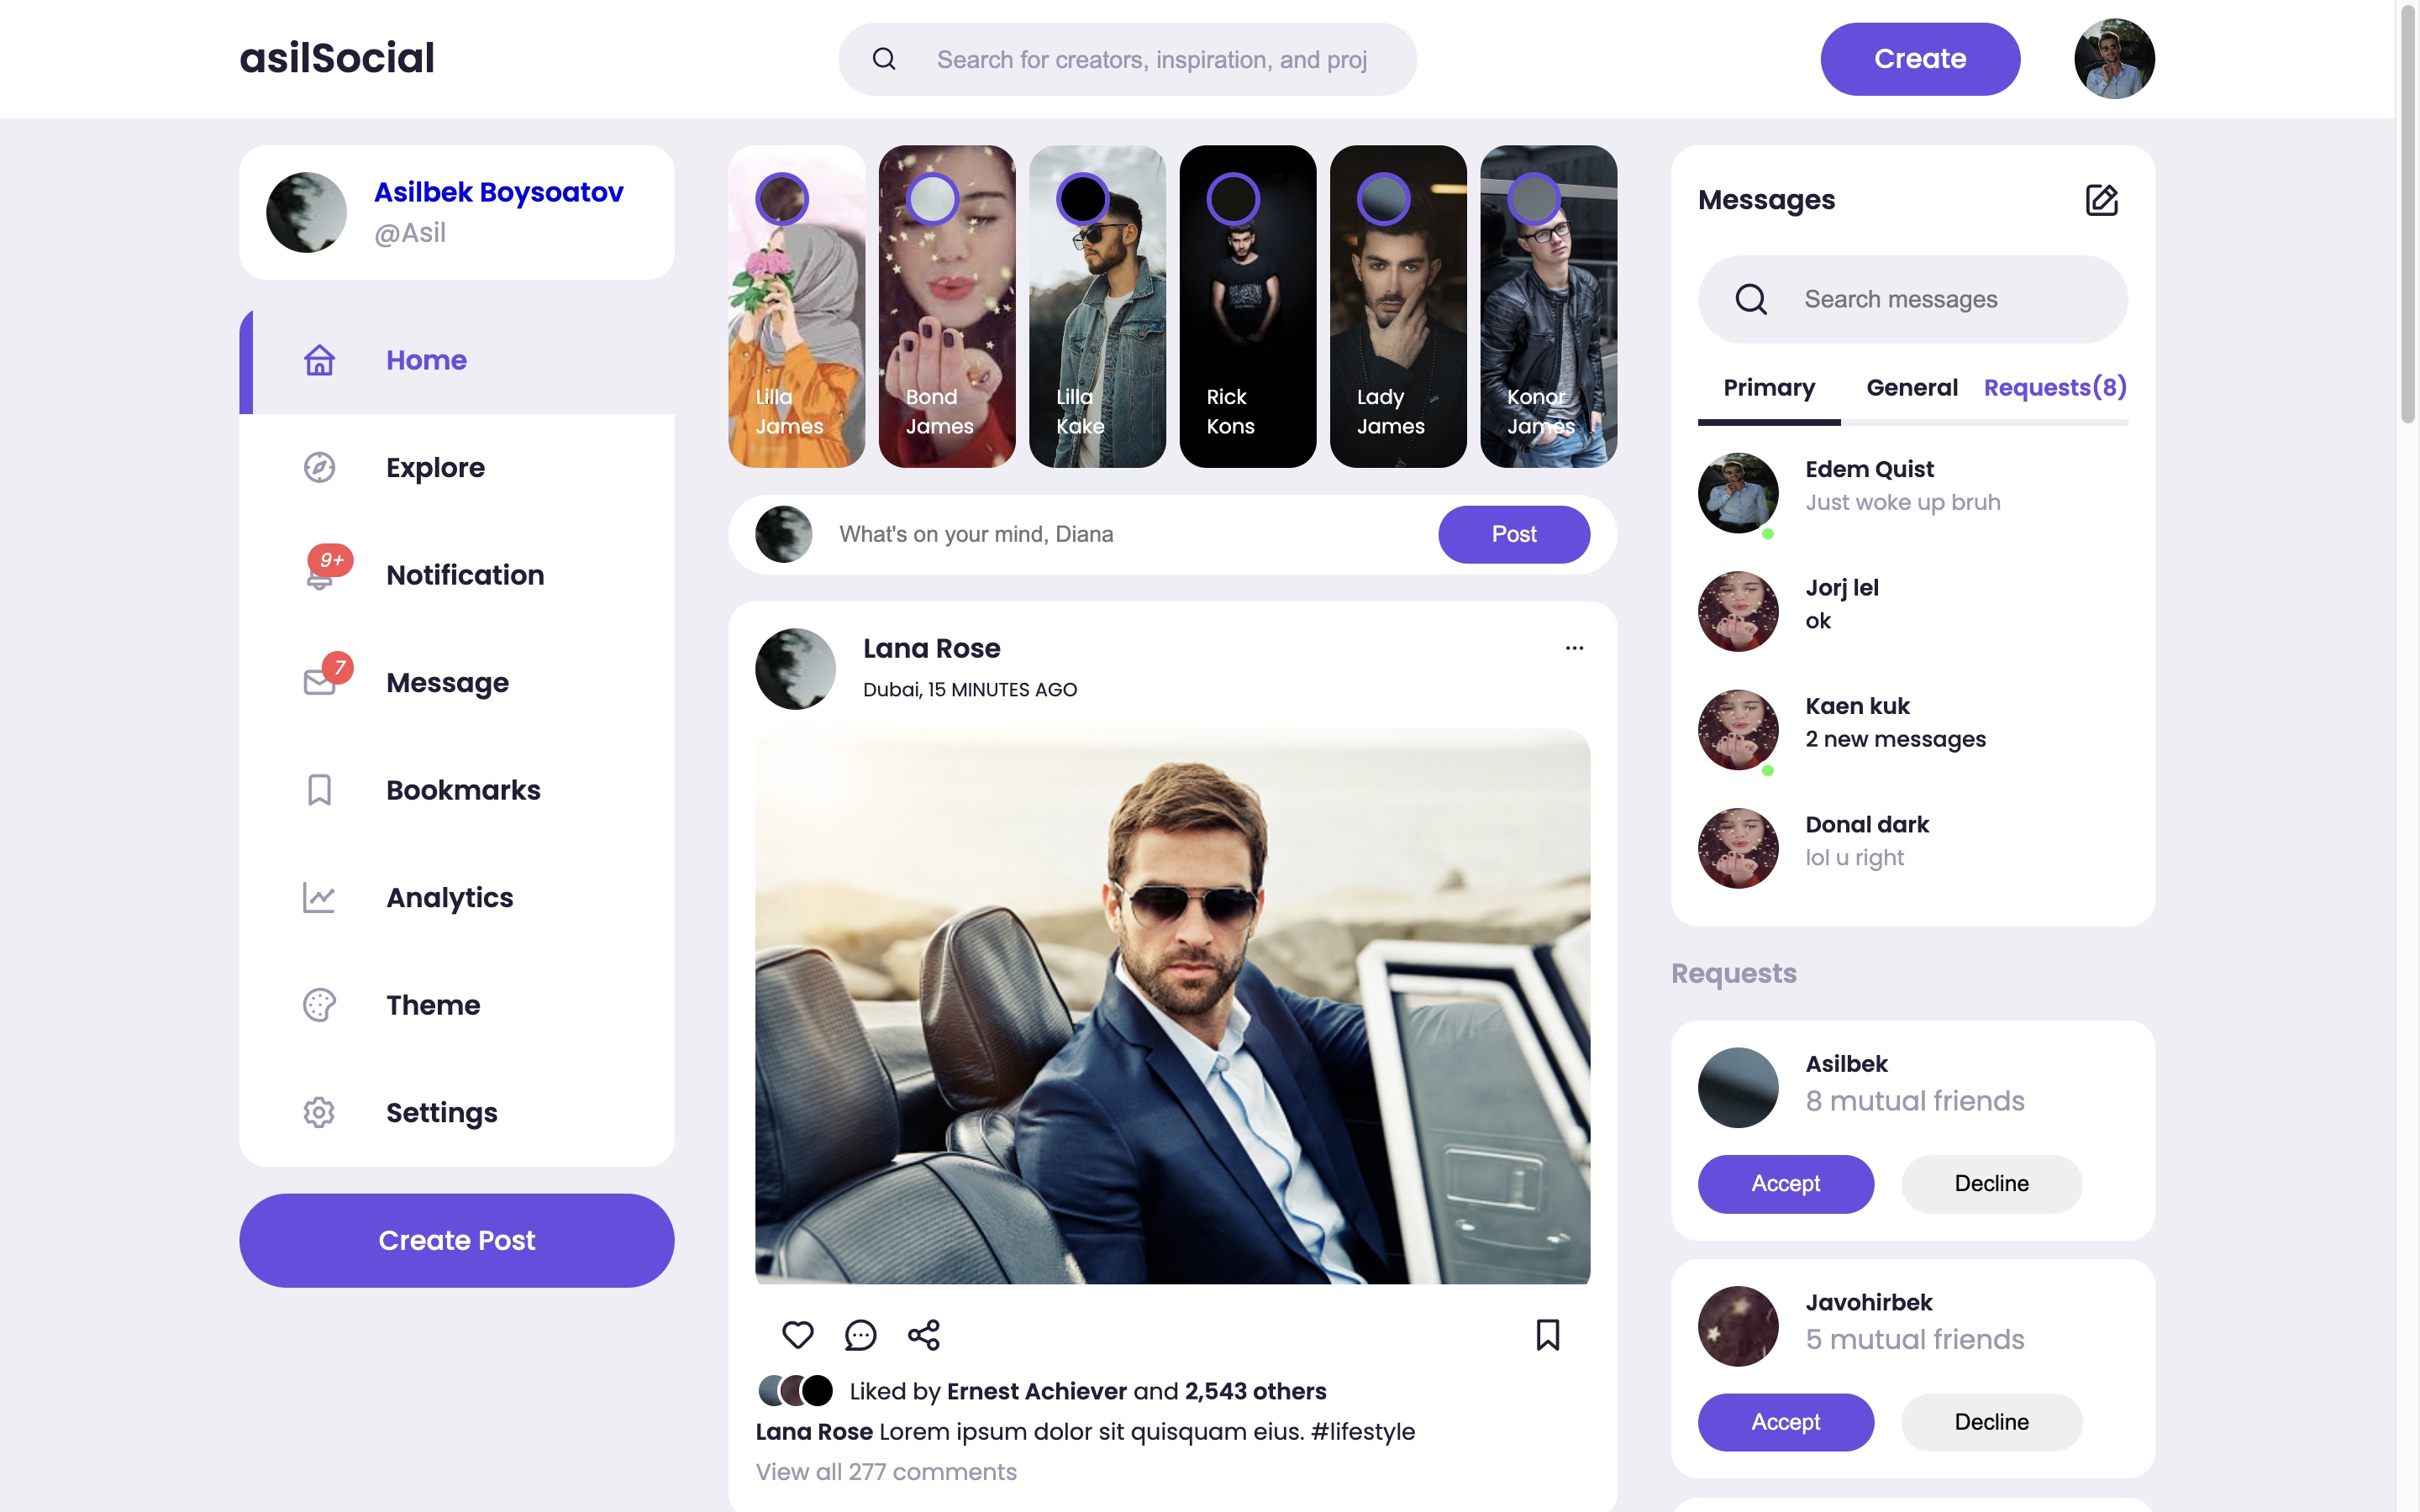 asilSocial
Search for creators, inspiration, and proj
Create
Asilbek Boysoatov
@Asil
Home
Explore
9+
Notification
7
Message
Bookmarks
Analytics
Theme
Settings
Create Post
Lilla
James
Bond
James
Lilla
Kake
Rick
Kons
Lady
James
Konor
James
What's on your mind, Diana
Post
Lana Rose
Dubai, 15 MINUTES AGO
Liked by Ernest Achiever and 2,543 others
Lana Rose Lorem ipsum dolor sit quisquam eius. #lifestyle
View all 277 comments
Messages
Search messages
Primary General Requests(8)
Edem Quist
Just woke up bruh
Jorj lel
ok
Kaen kuk
2 new messages
Donal dark
lol u right
Requests
Asilbek
8 mutual friends
Accept Decline
Javohirbek
5 mutual friends
Accept Decline